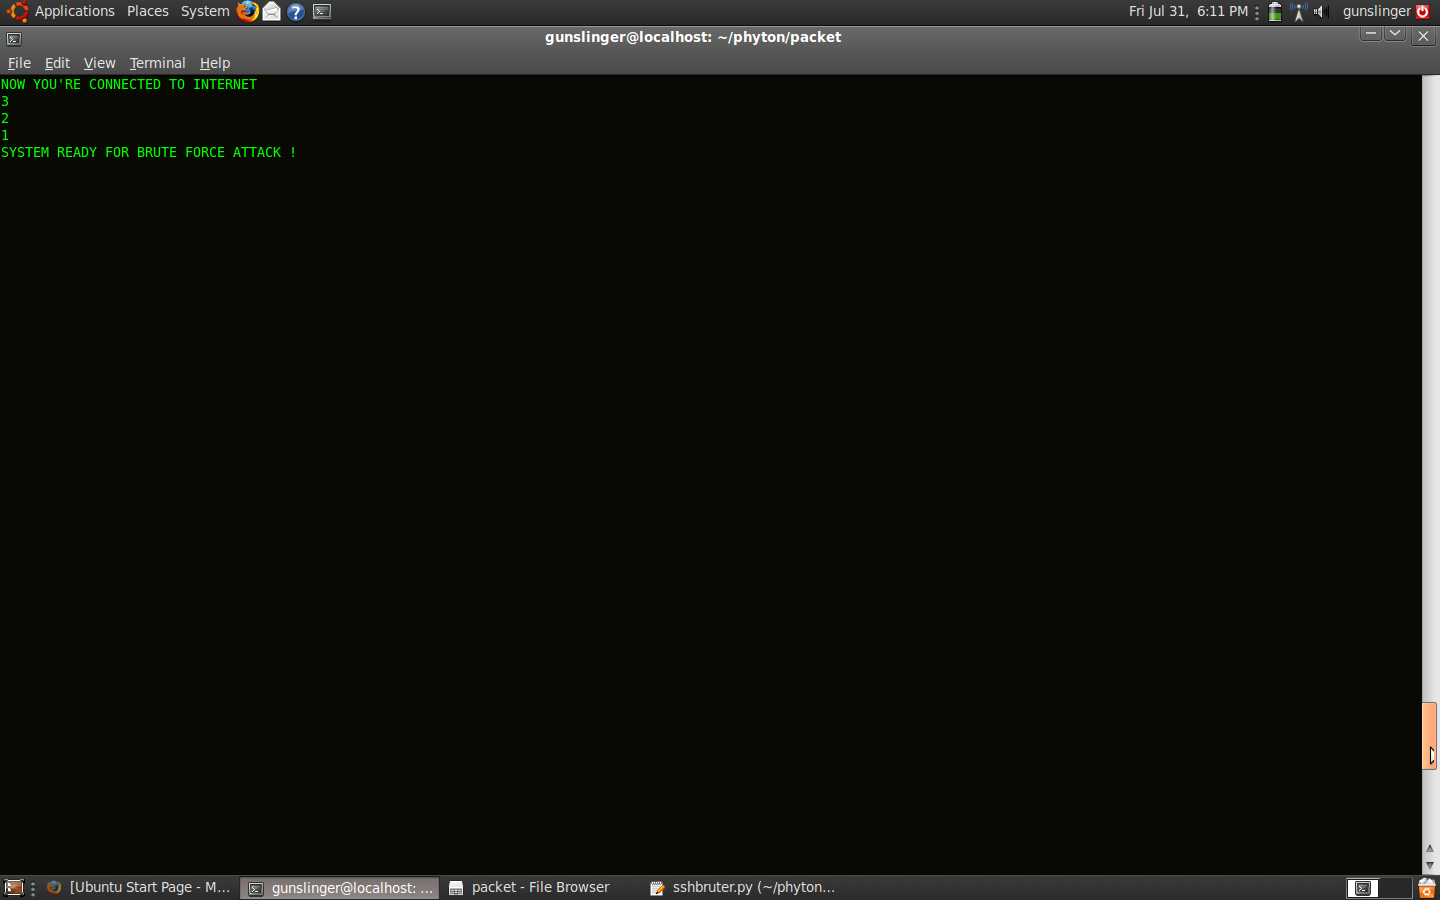 Applications Places System Fri Jul 31, 6:11 PM gunslinger
gunslinger@localhost: ~/phyton/packet
File Edit View Terminal Help
NOW YOU'RE CONNECTED TO INTERNET
3
2
1
SYSTEM READY FOR BRUTE FORCE ATTACK !
[Ubuntu Start Page - M... gunslinger@localhost: ... packet - File Browser sshbruter.py (~/phyton...